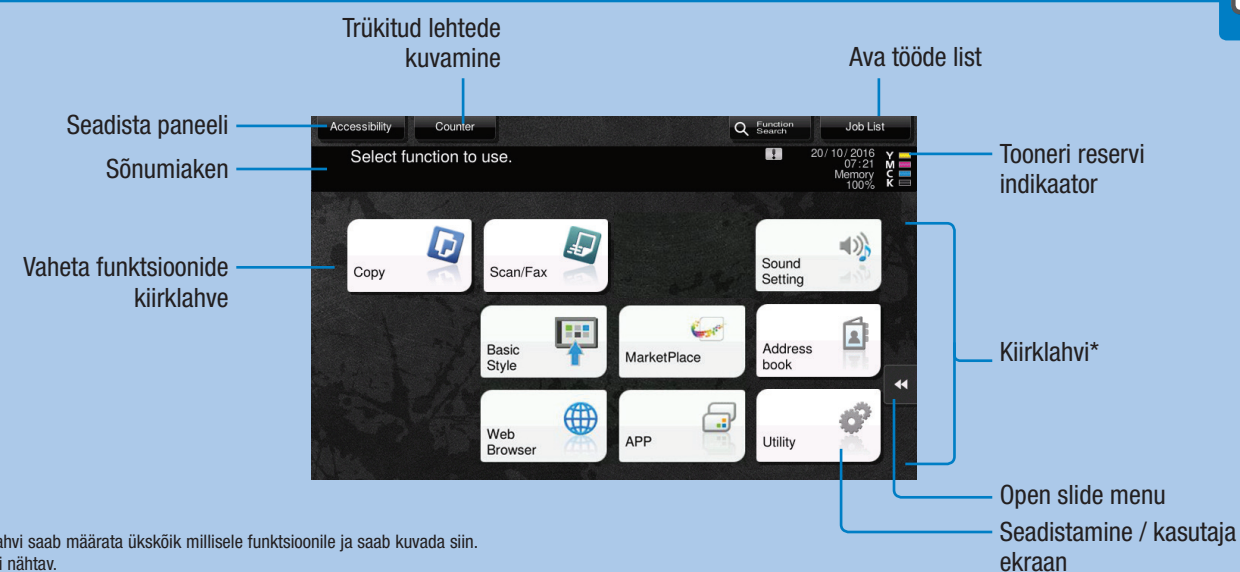 Trükitud lehtede
kuvamine
Ava tööde list
Seadista paneeli
Sõnumiaken
Vaheta funktsioonide
kiirklahve
Accessibility
Counter
Function
Search
Job List
Select function to use.
20/10/2016
07:21
Memory
100%
Y
M
C
K
Copy
Scan/Fax
Sound
Setting
Basic
Style
MarketPlace
Address
book
Web
Browser
APP
Utility
Tooneri reservi
indikaator
Kiirklahvi*
Open slide menu
Seadistamine / kasutaja
ekraan
saab määrata ükskõik millisele funktsioonile ja saab kuvada siin.
nähtav.